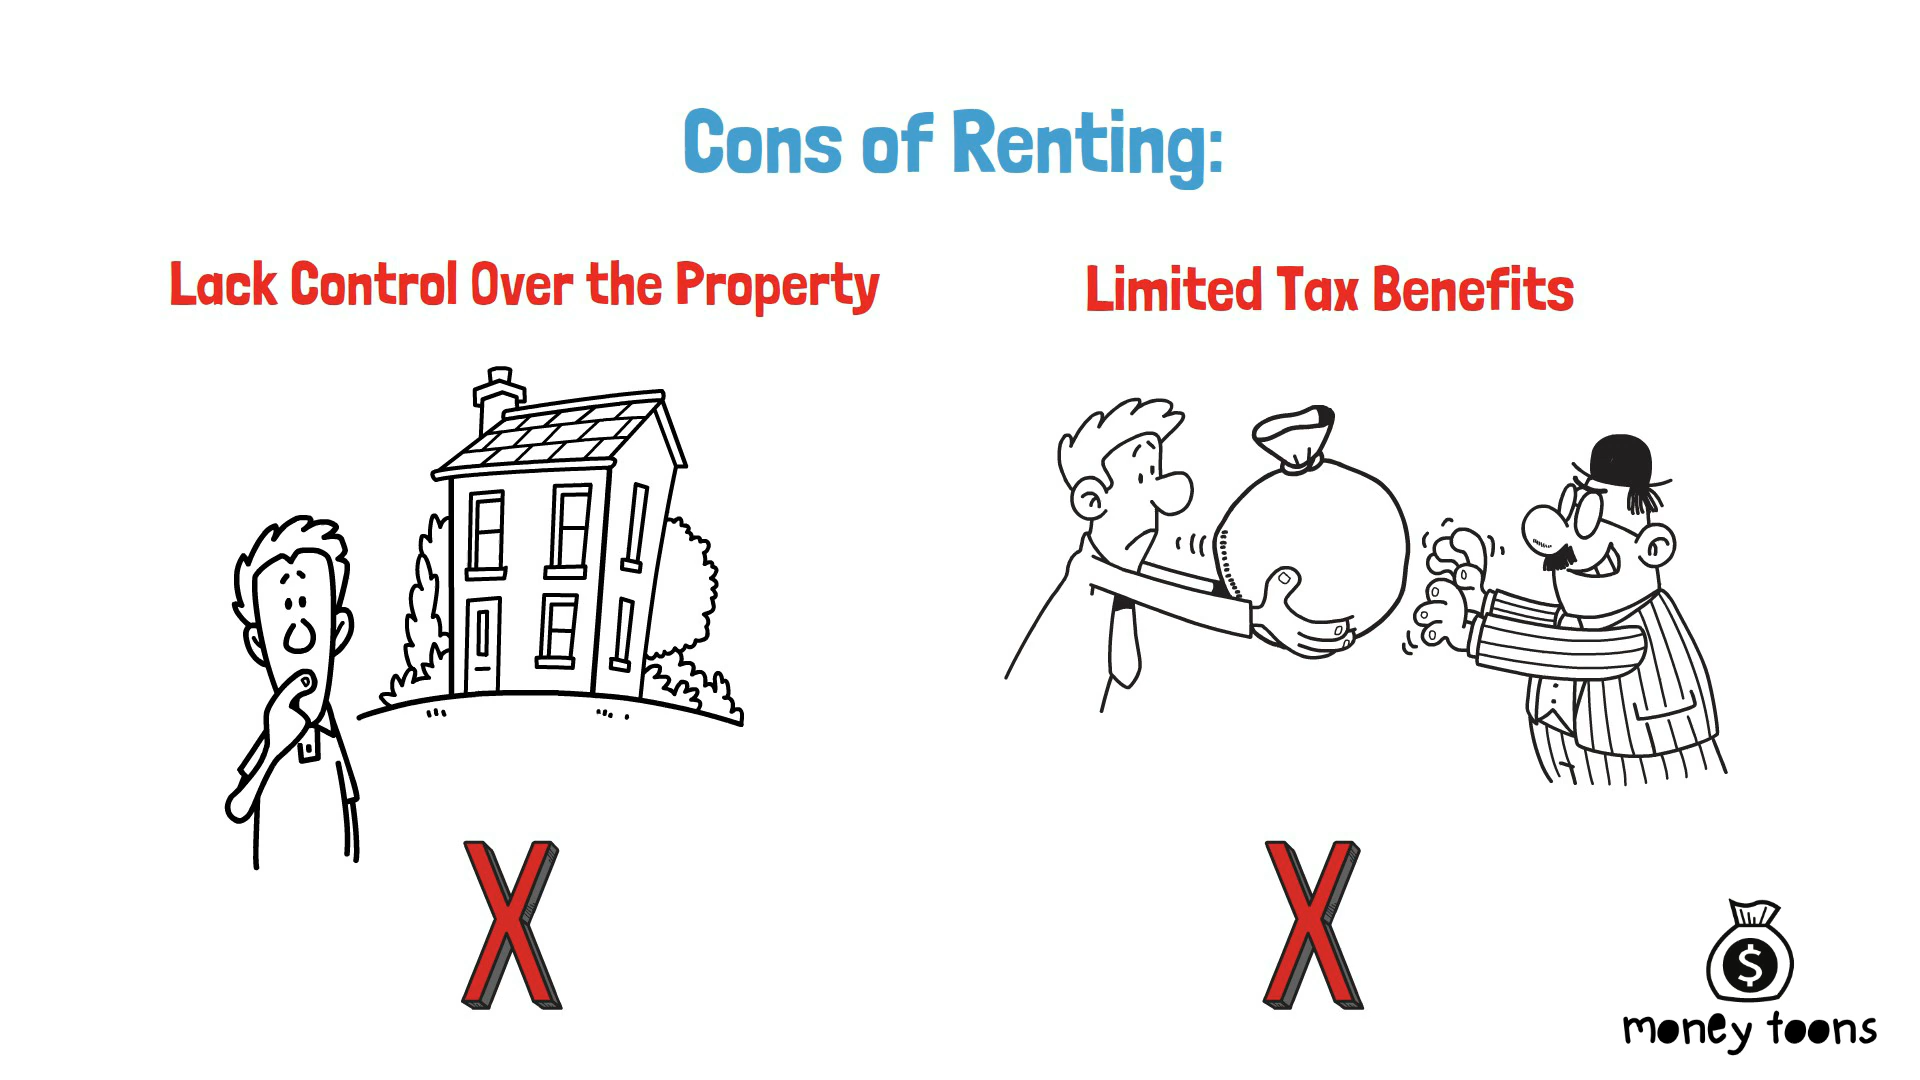 Cons of Renting:
Lack Control Over the Property
Limited Tax Benefits
X
X
$
money toons